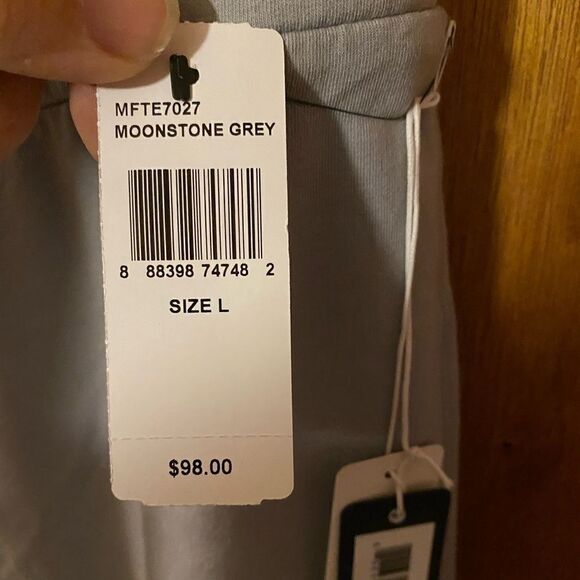 MFTE7027
MOONSTONE GREY
8 88398 74748 2
SIZE L
$98.00